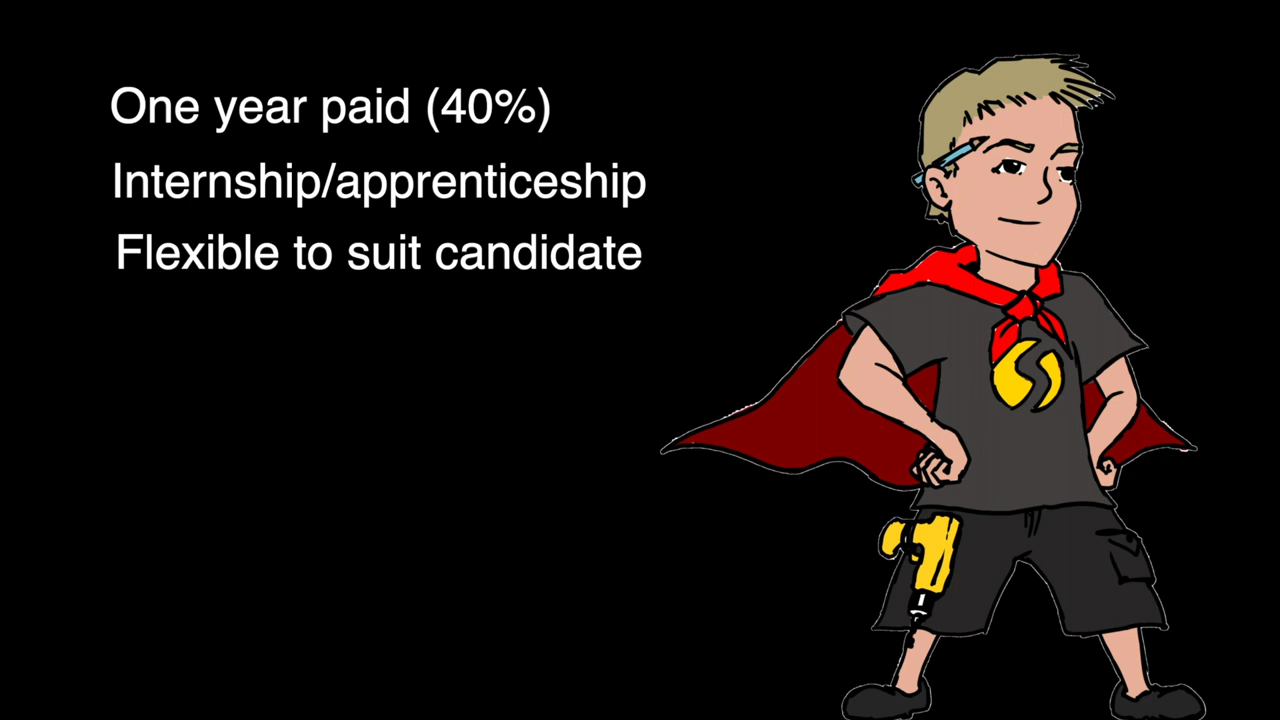 One year paid (40%)
Internship/apprenticeship
Flexible to suit candidate